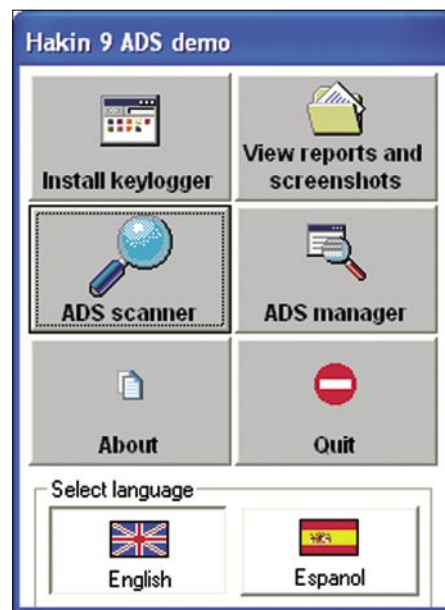 Hakin 9 ADS demo
Install keylogger
View reports and
screenshots
ADS scanner
ADS manager
About
Quit
Select language
English
Espanol